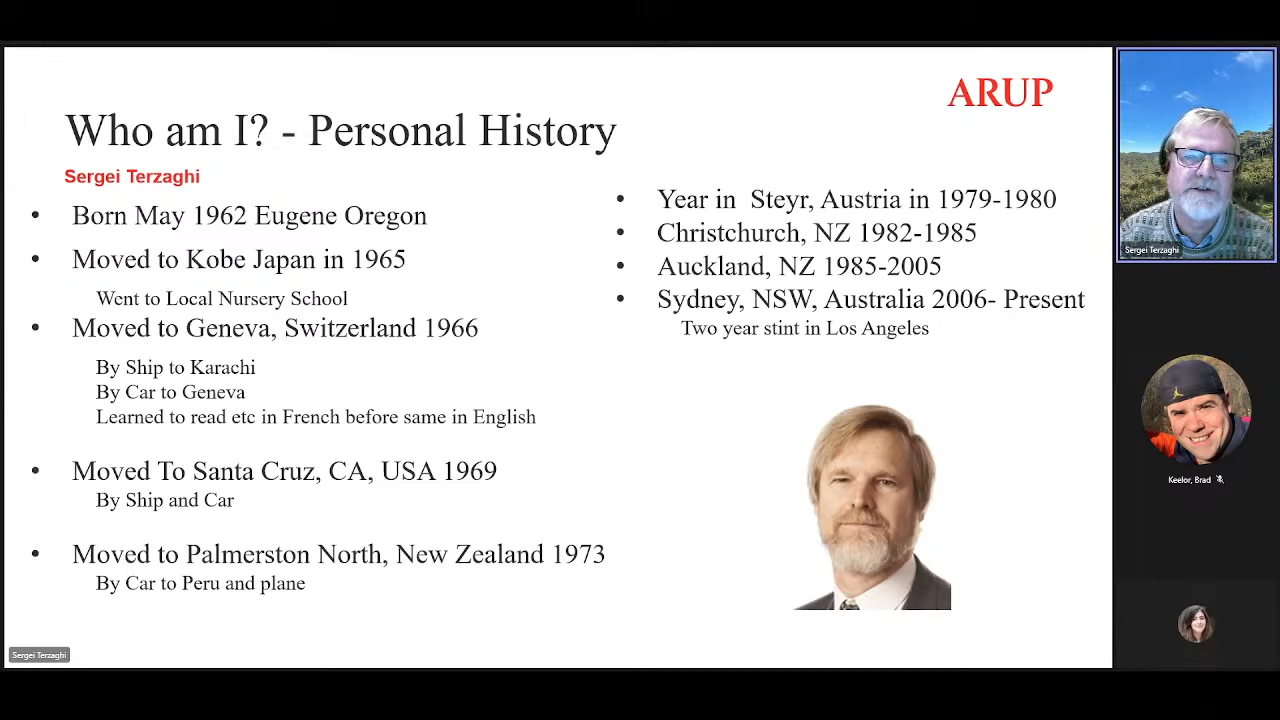 ARUP
Who am I? - Personal History
Sergei Terzaghi
• Born May 1962 Eugene Oregon
• Moved to Kobe Japan in 1965
Went to Local Nursery School
• Moved to Geneva, Switzerland 1966
By Ship to Karachi
By Car to Geneva
Learned to read etc in French before same in English
• Moved To Santa Cruz, CA, USA 1969
By Ship and Car
• Moved to Palmerston North, New Zealand 1973
By Car to Peru and plane
• Year in  Steyr, Austria in 1979-1980
• Christchurch, NZ 1982-1985
• Auckland, NZ 1985-2005
• Sydney, NSW, Australia 2006- Present
Two year stint in Los Angeles
Sergei Terzaghi
Sergei Terzaghi
Keelor, Brad